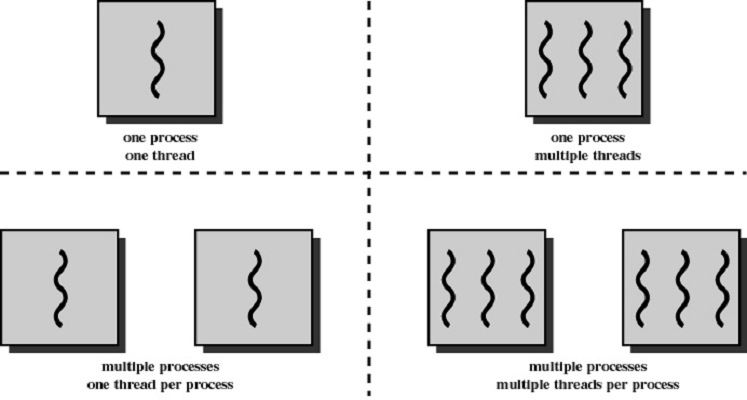 one process
one thread
one process
multiple threads
multiple processes
one thread per process
multiple processes
multiple threads per process